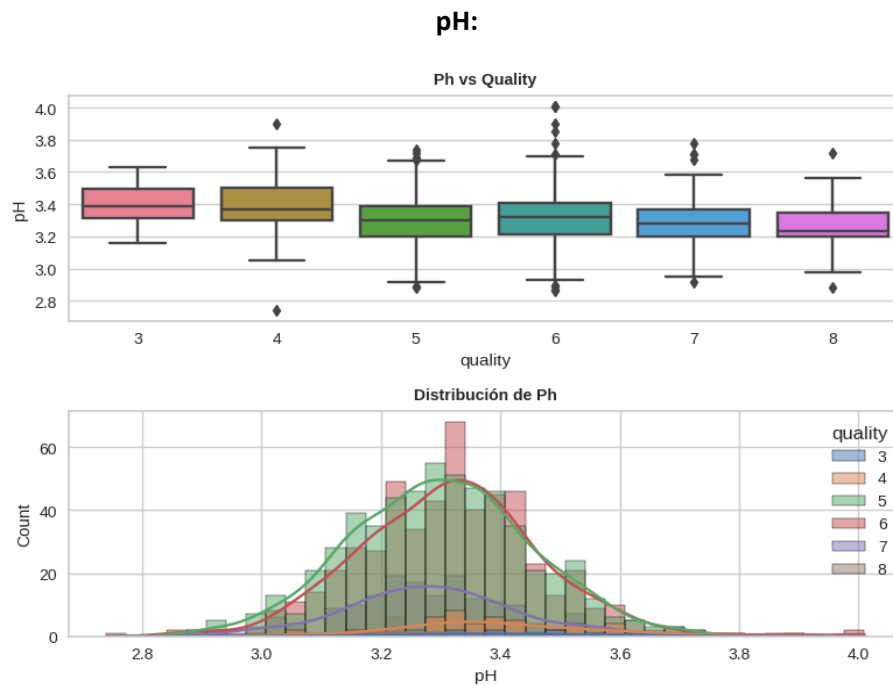 pH:
Ph vs Quality
4.0
3.8
3.6
3.4
3.2
3.0
2.8
pH
3 4 5 6 7 8
quality
Distribución de Ph
60
40
20
0
Count
quality
3
4
5
6
7
8
2.8 3.0 3.2 3.4 3.6 3.8 4.0
pH